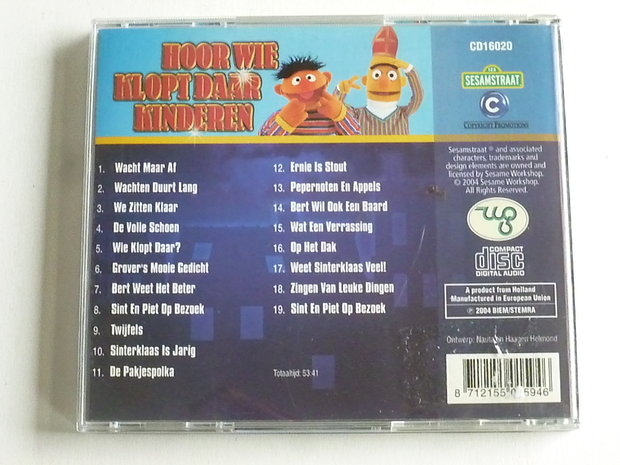 HOOR WIE
KLOPT DAAR
KINDEREN
CD16020
SESAMSTRAAT
C
COPYRIGHT PROMOTIONS
Sesamstraat ® and associated
characters, trademarks and
design elements are owned and
licensed by Sesame Workshop.
© 2004 Sesame Workshop.
All Rights Reserved.
1. Wacht Maar Af
2. Wachten Duurt Lang
3. We Zitten Klaar
4. De Volle Schoen
5. Wie Klopt Daar?
6. Grover's Mooie Gedicht
7. Bert Weet Het Beter
8. Sint En Piet Op Bezoek
9. Twijfels
10. Sinterklaas Is Jarig
11. De Pakjespolka
12. Ernie Is Stout
13. Pepernoten En Appels
14. Bert Wil Ook Een Baard
15. Wat Een Verrassing
16. Op Het Dak
17. Weet Sinterklaas Veel!
18. Zingen Van Leuke Dingen
19. Sint En Piet Op Bezoek
Totaaltijd: 53:41
COMPACT
disc
DIGITAL AUDIO
A product from Holland
Manufactured in European Union
℗ 2004 BIEM/STEMRA
Ontwerp: Haagen Helmond
8 712155 5946